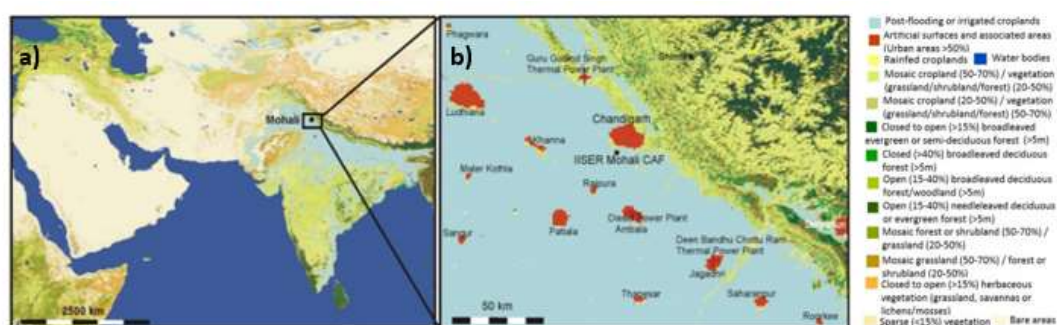 a)
Mohali
2500 km
b)
Phagwara
Guru Gobind Singh
Thermal Power Plant
Shimla
Ludhiana
Chandigarh
Khanna
IISER Mohali CAF
Maler Kothla
Rajpura
Patiala
Power Plant
Ambala
Sangur
Deen Bandhu Chottu Ram
Thermal Power Plant
Jagadhri
Thanesar
Saharanpur
50 km
Roorkee
Post-flooding or irrigated croplands
Artificial surfaces and associated areas
(Urban areas >50%)
Rainfed croplands Water bodies
Mosaic cropland (50-70%) / vegetation
(grassland/shrubland/forest) (20-50%)
Mosaic cropland (20-50%) / vegetation
(grassland/shrubland/forest) (50-70%)
Closed to open (>15%) broadleaved
evergreen or semi-deciduous forest (>5m)
Closed (>40%) broadleaved deciduous
forest (>5m)
Open (15-40%) broadleaved deciduous
forest/woodland (>5m)
Open (15-40%) needleleaved deciduous
or evergreen forest (>5m)
Mosaic forest or shrubland (50-70%) /
grassland (20-50%)
Mosaic grassland (50-70%) / forest or
shrubland (20-50%)
Closed to open (>15%) herbaceous
vegetation (grassland, savannas or
lichens/mosses)
Sparse (<15%) vegetation Bare areas